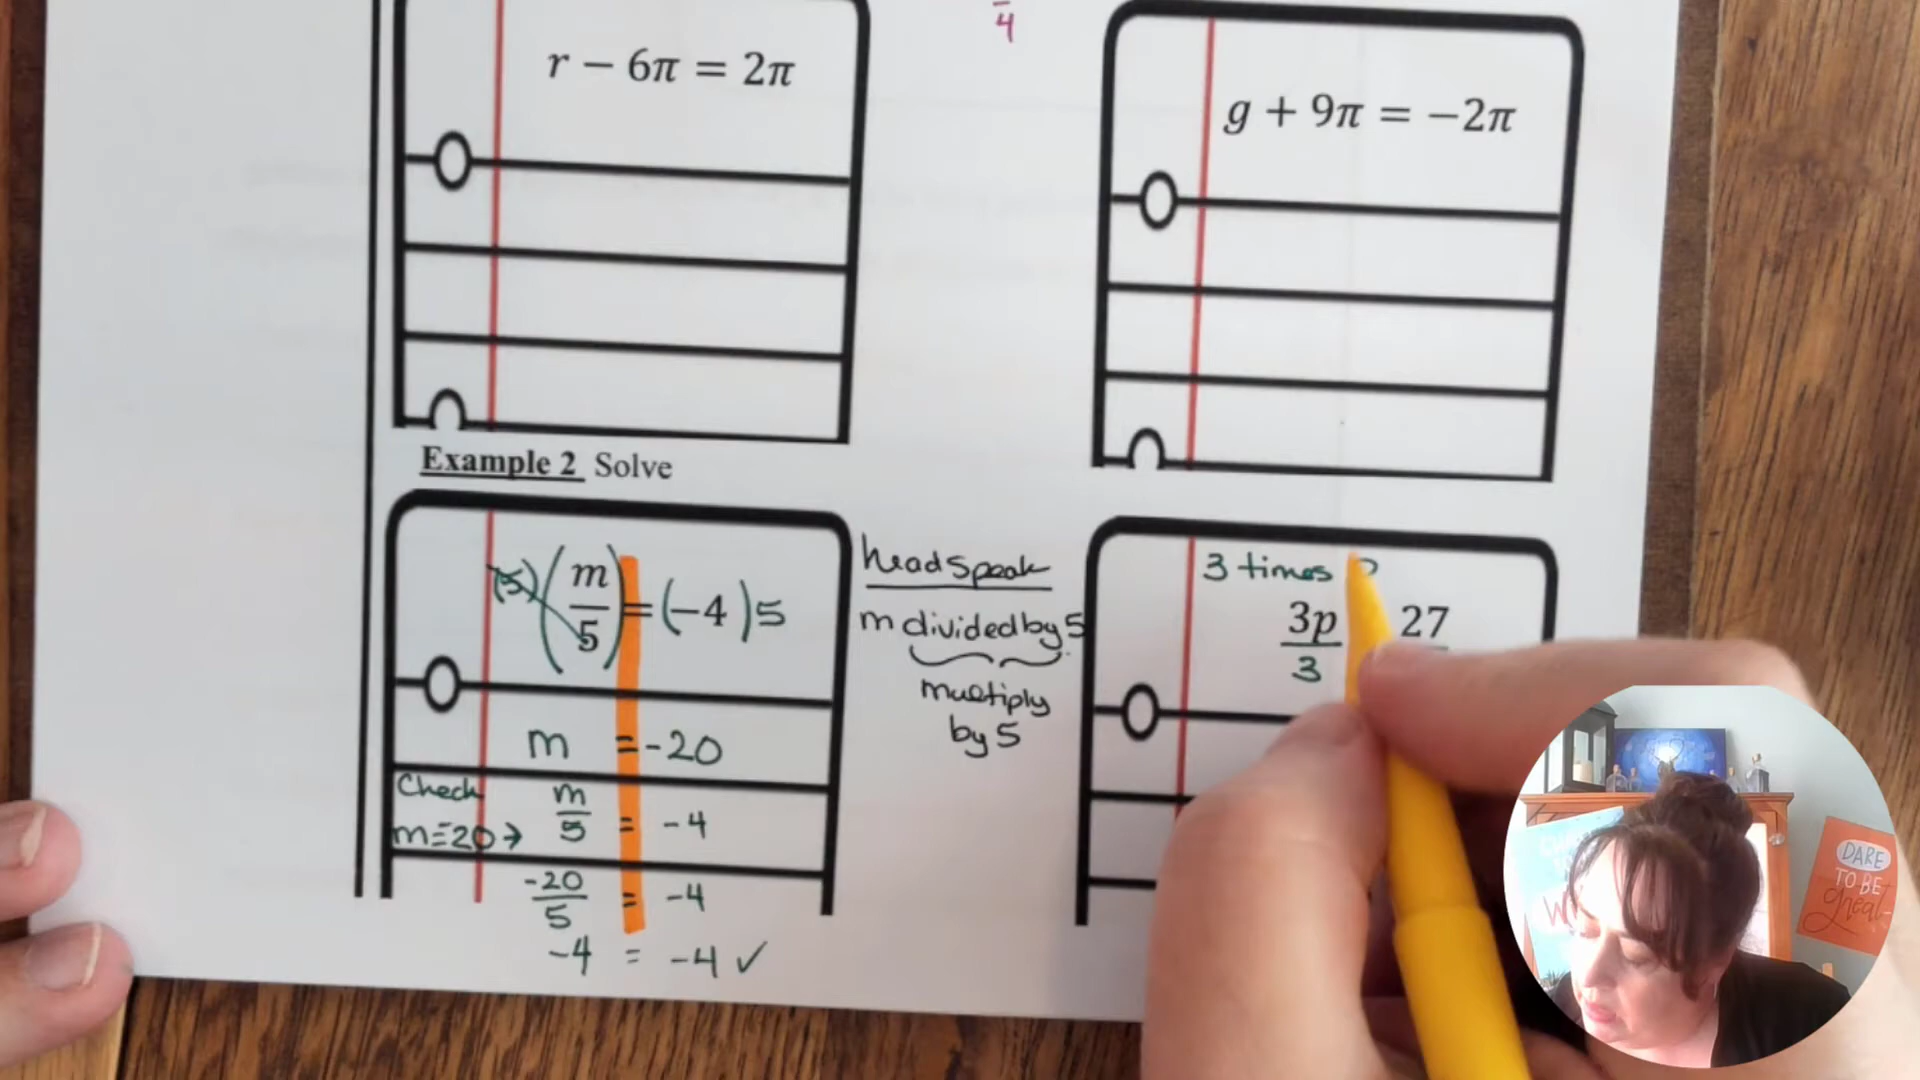 4
r − 6π = 2π
g + 9π = −2π
Example 2 Solve
(5)(m/5) = (−4)5
m = -20
Check m/5 = -4
m=-20→
-20/5 = -4
-4 = -4 ✓
headspeak
m divided by 5
multiply
by 5
3 times
3p 27
3
DARE
TO BE
great